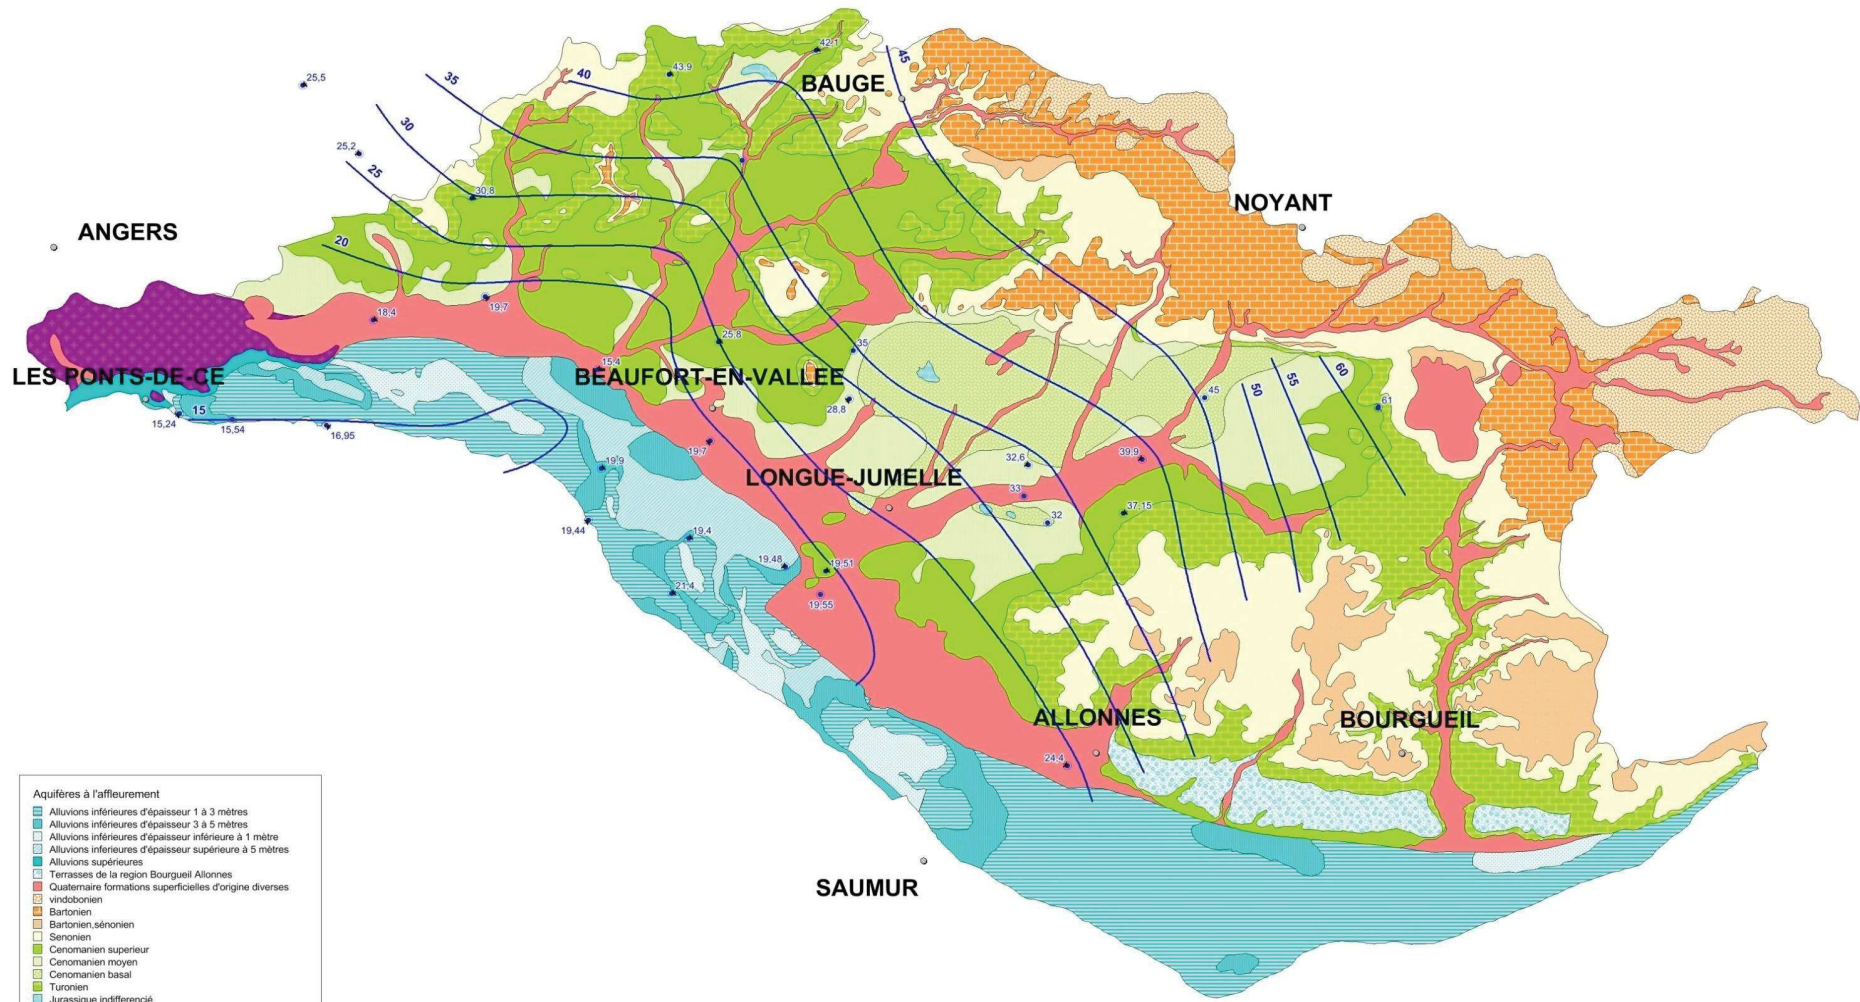 42,1
45
BAUGE
43,9
40
35
25,5
30
25,2
25
30,8
NOYANT
ANGERS
20
19,7
18,4
25,8
35
15,4
LES PONTS-DE-CE
BEAUFORT-EN-VALLEE
28,8
45
50
55
60
61
15
15,24
15,54
16,95
19,7
19,9
LONGUE-JUMELLE
32,6
39,9
33
32
37,15
19,44
19,4
19,48
19,51
19,55
21,4
ALLONNES
BOURGUEIL
24,4
SAUMUR
Aquifères à l'affleurement
Alluvions inférieures d'épaisseur 1 à 3 mètres
Alluvions inférieures d'épaisseur 3 à 5 mètres
Alluvions inférieures d'épaisseur inférieure à 1 mètre
Alluvions inferieures d'épaisseur supérieure à 5 mètres
Alluvions supérieures
Terrasses de la region Bourgueil Allonnes
Quaternaire formations superficielles d'origine diverses
vindobonien
Bartonien
Bartonien,sénonien
Senonien
Cenomanien superieur
Cenomanien moyen
Cenomanien basal
Turonien
Jurassique indifferencié